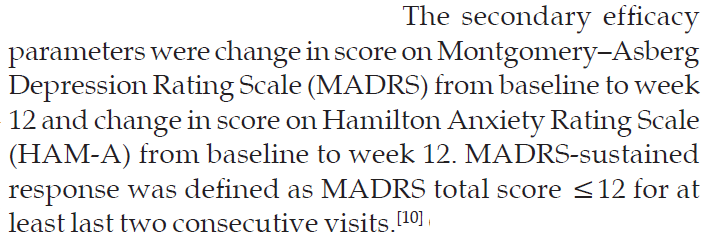 The secondary efficacy
parameters were change in score on Montgomery–Asberg
Depression Rating Scale (MADRS) from baseline to week
12 and change in score on Hamilton Anxiety Rating Scale
(HAM-A) from baseline to week 12. MADRS-sustained
response was defined as MADRS total score ≤12 for at
least last two consecutive visits.[10]